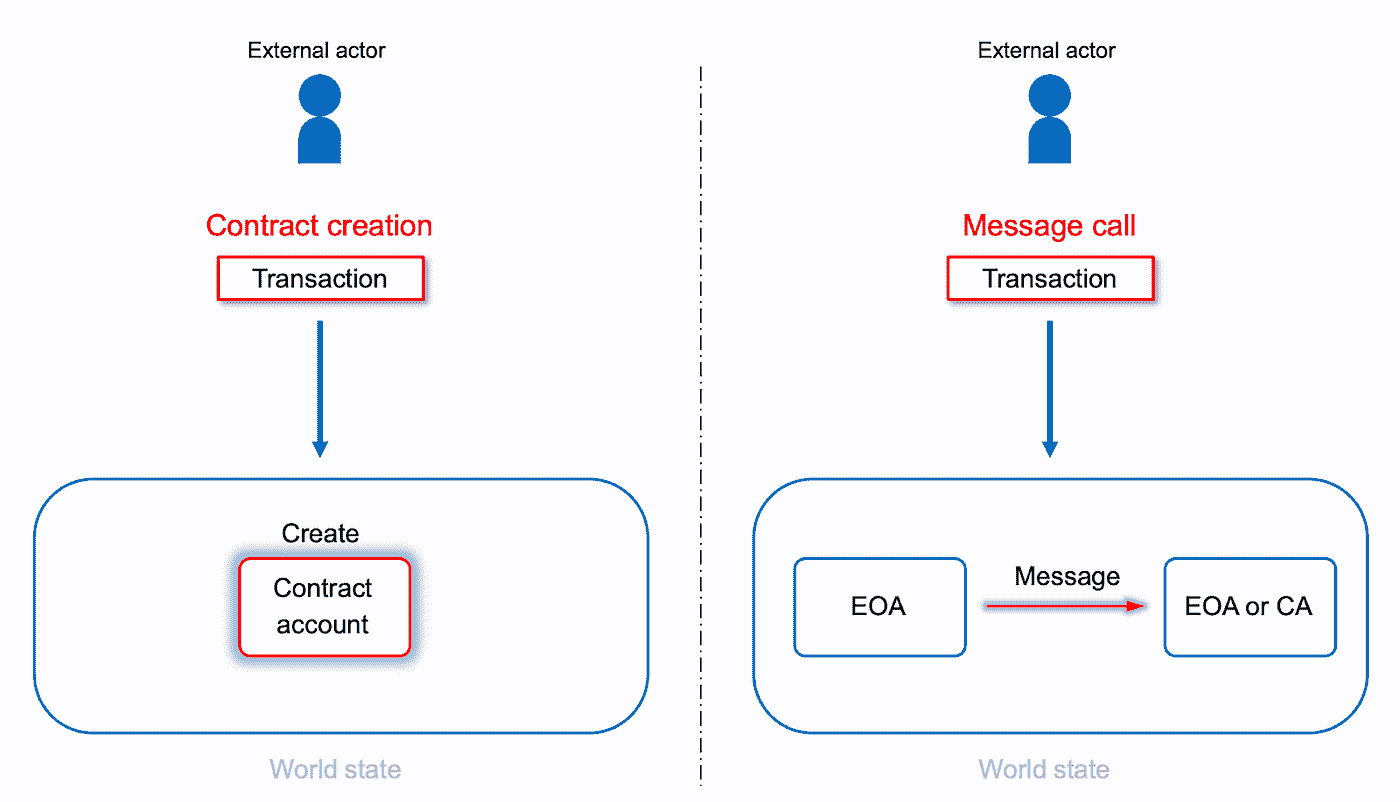 External actor
Contract creation
Transaction
Create
Contract
account
World state
External actor
Message call
Transaction
EOA
Message
EOA or CA
World state